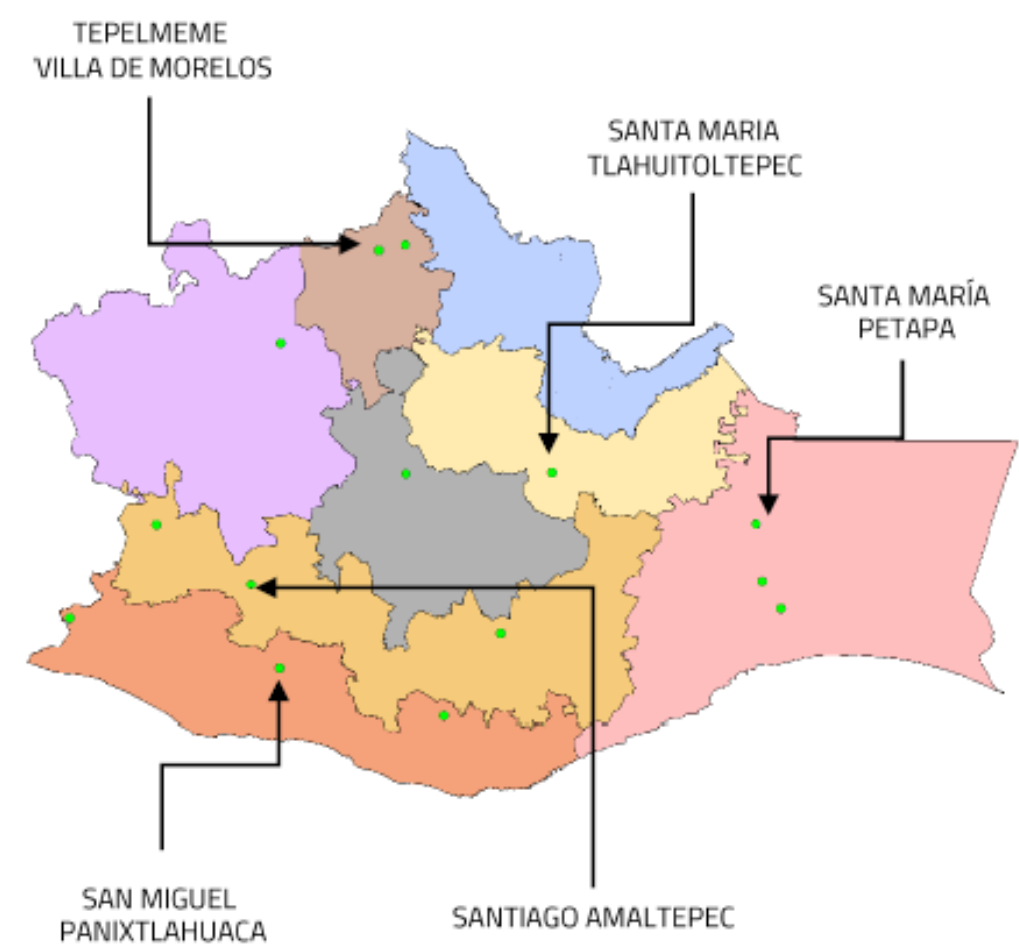 TEPELMEME
VILLA DE MORELOS
SANTA MARIA
TLAHUITOLTEPEC
SANTA MARÍA
PETAPA
SAN MIGUEL
PANIXTLAHUACA
SANTIAGO AMALTEPEC